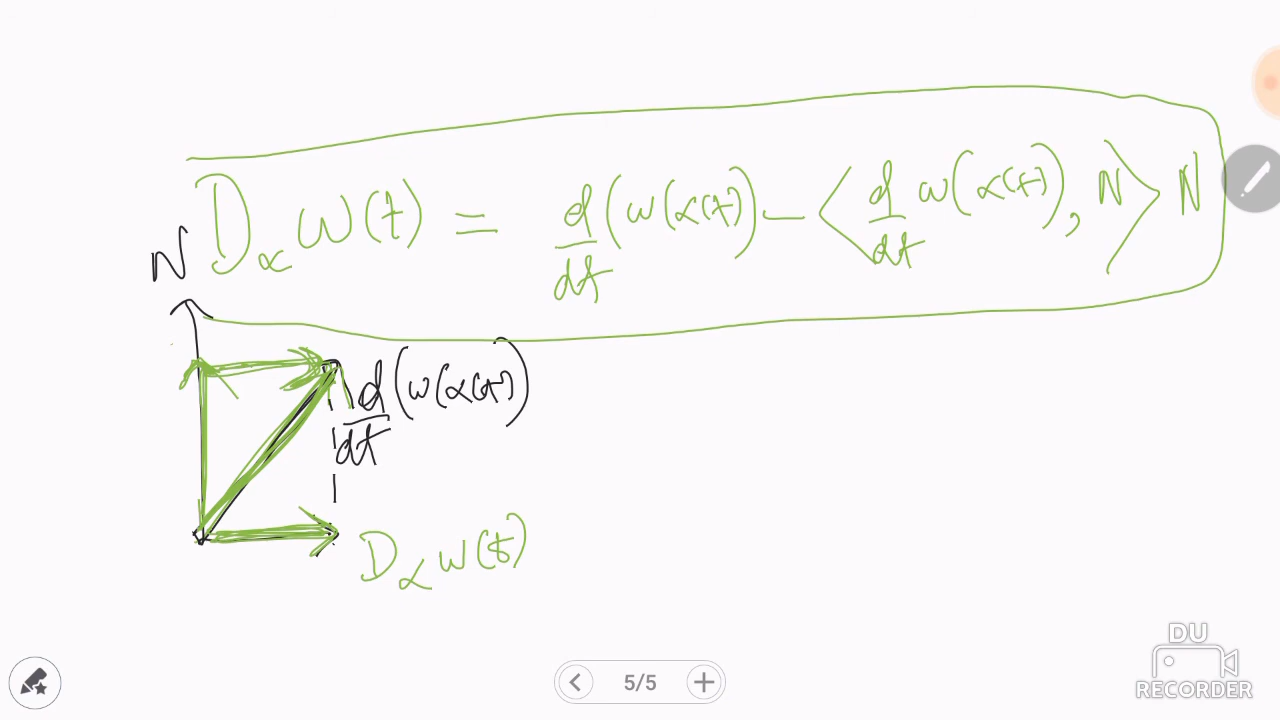 D_α w(t) = d/dt (w(α(t)) − ⟨ d/dt w(α(t)), N ⟩ N
N
d/dt (w(α(t))
D_α w(t)
5/5
DU
RECORDER